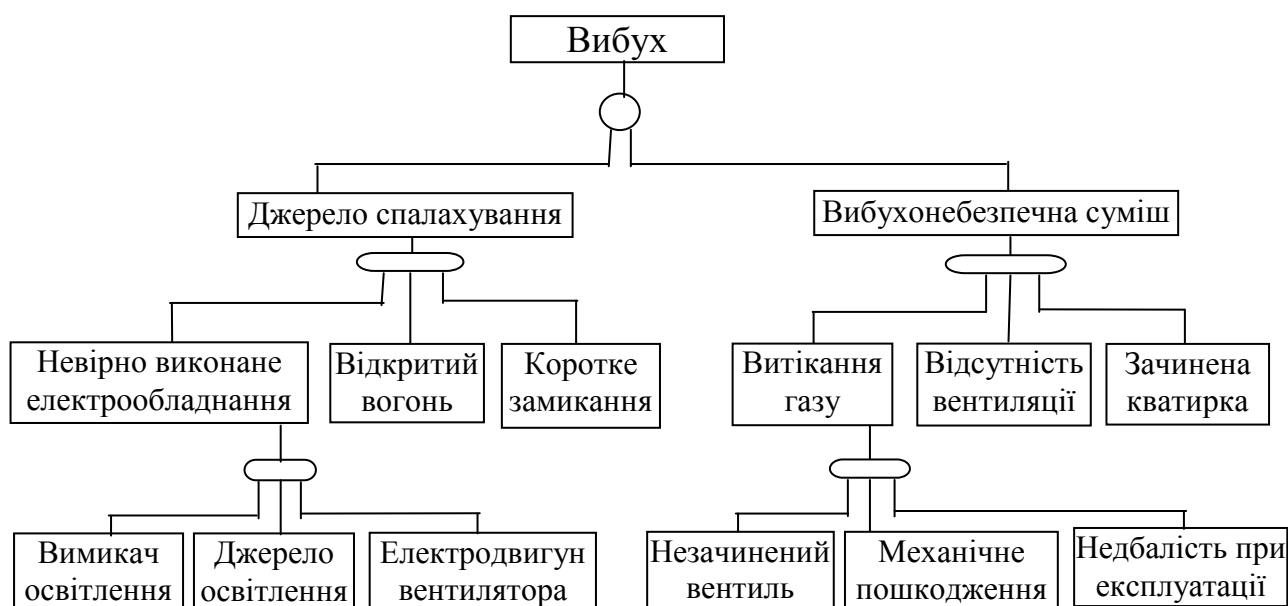 Вибух
Джерело спалахування
Вибухонебезпечна суміш
Невірно виконане
електрообладнання
Відкритий
вогонь
Коротке
замикання
Витікання
газу
Відсутність
вентиляції
Зачинена
кватирка
Вимикач
освітлення
Джерело
освітлення
Електродвигун
вентилятора
Незачинений
вентиль
Механічне
пошкодження
Недбалість при
експлуатації